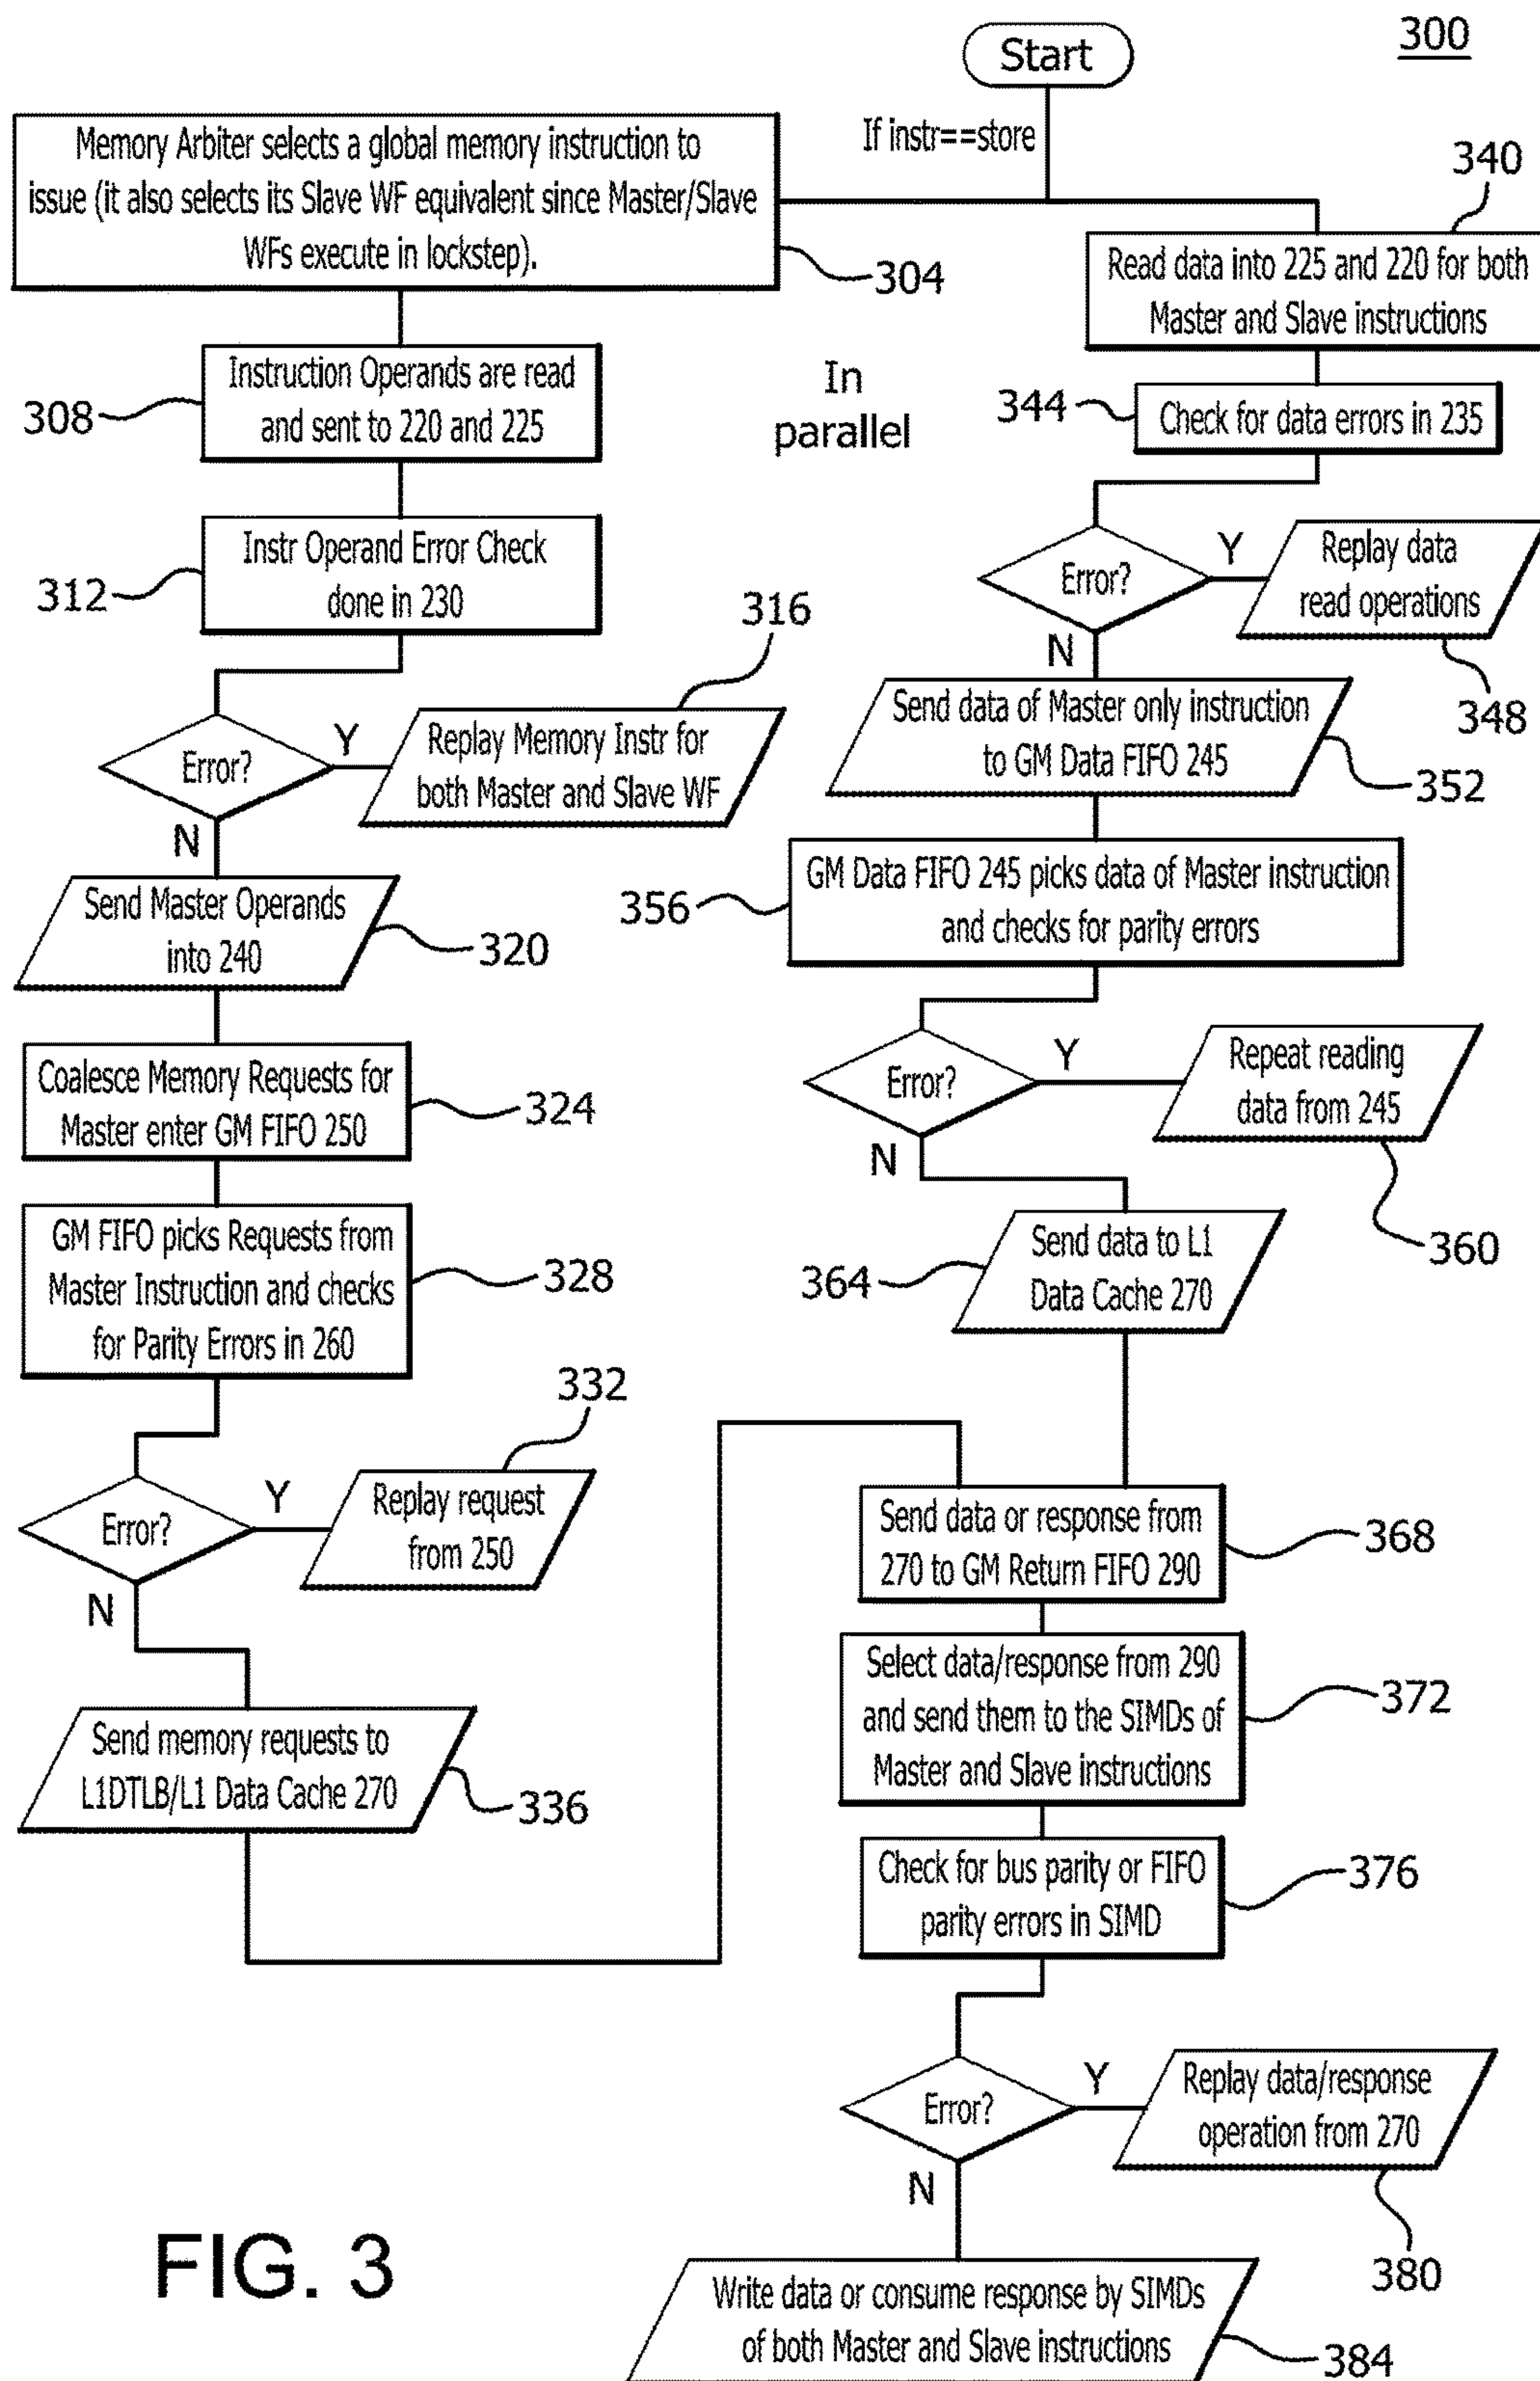 300
Start
If instr==store
Memory Arbiter selects a global memory instruction to
issue (it also selects its Slave WF equivalent since Master/Slave
WFs execute in lockstep).
304
Instruction Operands are read
and sent to 220 and 225
308
Instr Operand Error Check
done in 230
312
Error?
Y
N
Replay Memory Instr for
both Master and Slave WF
316
Send Master Operands
into 240
320
Coalesce Memory Requests for
Master enter GM FIFO 250
324
GM FIFO picks Requests from
Master Instruction and checks
for Parity Errors in 260
328
Error?
Y
N
Replay request
from 250
332
Send memory requests to
L1DTLB/L1 Data Cache 270
336
In
parallel
340
Read data into 225 and 220 for both
Master and Slave instructions
344
Check for data errors in 235
Error?
Y
N
Replay data
read operations
348
Send data of Master only instruction
to GM Data FIFO 245
352
GM Data FIFO 245 picks data of Master instruction
and checks for parity errors
356
Error?
Y
N
Repeat reading
data from 245
360
Send data to L1
Data Cache 270
364
Send data or response from
270 to GM Return FIFO 290
368
Select data/response from 290
and send them to the SIMDs of
Master and Slave instructions
372
Check for bus parity or FIFO
parity errors in SIMD
376
Error?
Y
N
Replay data/response
operation from 270
380
Write data or consume response by SIMDs
of both Master and Slave instructions
384
FIG. 3